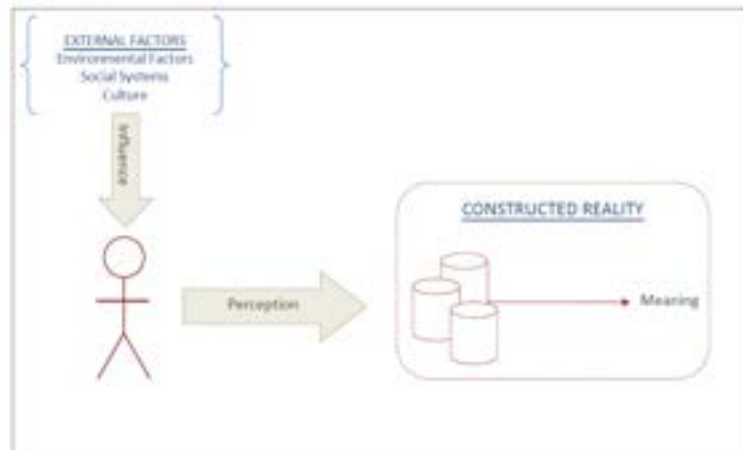 EXTERNAL FACTORS
Environmental Factors
Social Systems
Culture
Influence
CONSTRUCTED REALITY
Perception
Meaning